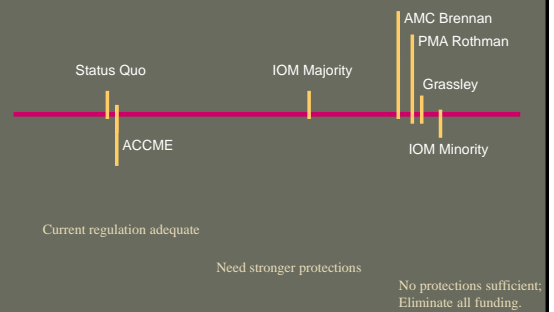 AMC Brennan
PMA Rothman
Status Quo
IOM Majority
Grassley
ACCME
IOM Minority
Current regulation adequate
Need stronger protections
No protections sufficient;
Eliminate all funding.